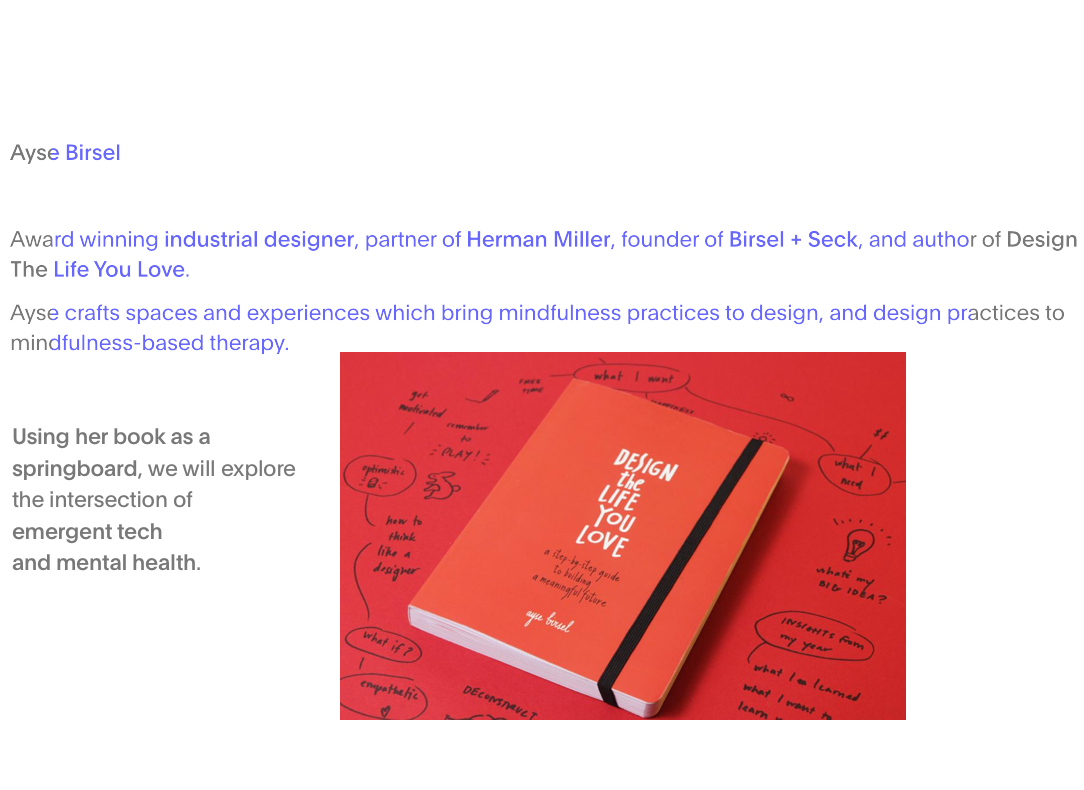 Ayse Birsel
Award winning industrial designer, partner of Herman Miller, founder of Birsel + Seck, and author of Design
The Life You Love.
Ayse crafts spaces and experiences which bring mindfulness practices to design, and design practices to
mindfulness-based therapy.
Using her book as a
springboard, we will explore
the intersection of
emergent tech
and mental health.
what I want
FREE
TIME
get
motivated
remember
to
PLAY!
optimistic
how to
think
like a
designer
what if?
empathetic
DECONSTRUCT
DESIGN
the
LIFE
YOU
LOVE
a step-by-step guide
to building
a meaningful future
ayse birsel
$$
what I
need
what's my
BIG IDEA?
INSIGHTS from
my year
what I learned
what I want to
learn